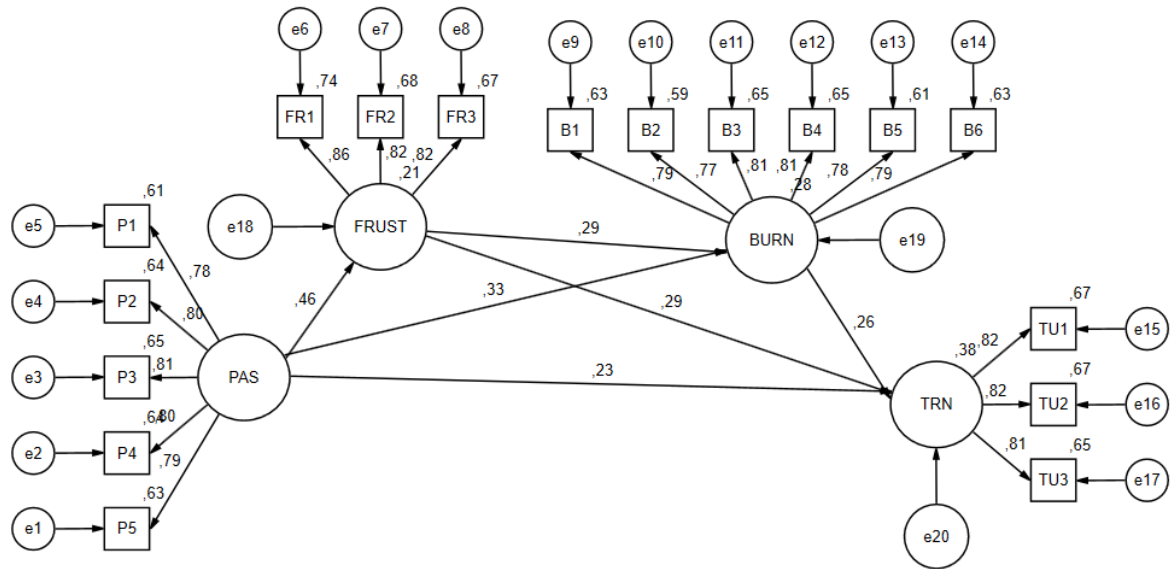 e6 e7 e8 e9 e10 e11 e12 e13 e14
,74 ,68 ,67 ,63 ,59 ,65 ,65 ,61 ,63
FR1 FR2 FR3 B1 B2 B3 B4 B5 B6
,86 ,82 ,82 ,79 ,77 ,81 ,81 ,78 ,79
,21 ,28
,61
e5 P1 e18 FRUST BURN e19
,29
,78
,64
e4 P2 ,80 ,46 ,33 ,29 ,26 ,67
,65 ,38 ,82 TU1 e15
e3 P3 ,81 PAS ,23 ,67
TRN ,82 TU2 e16
,64 ,80
e2 P4 ,81 ,65
,79 TU3 e17
,63
e1 P5 e20